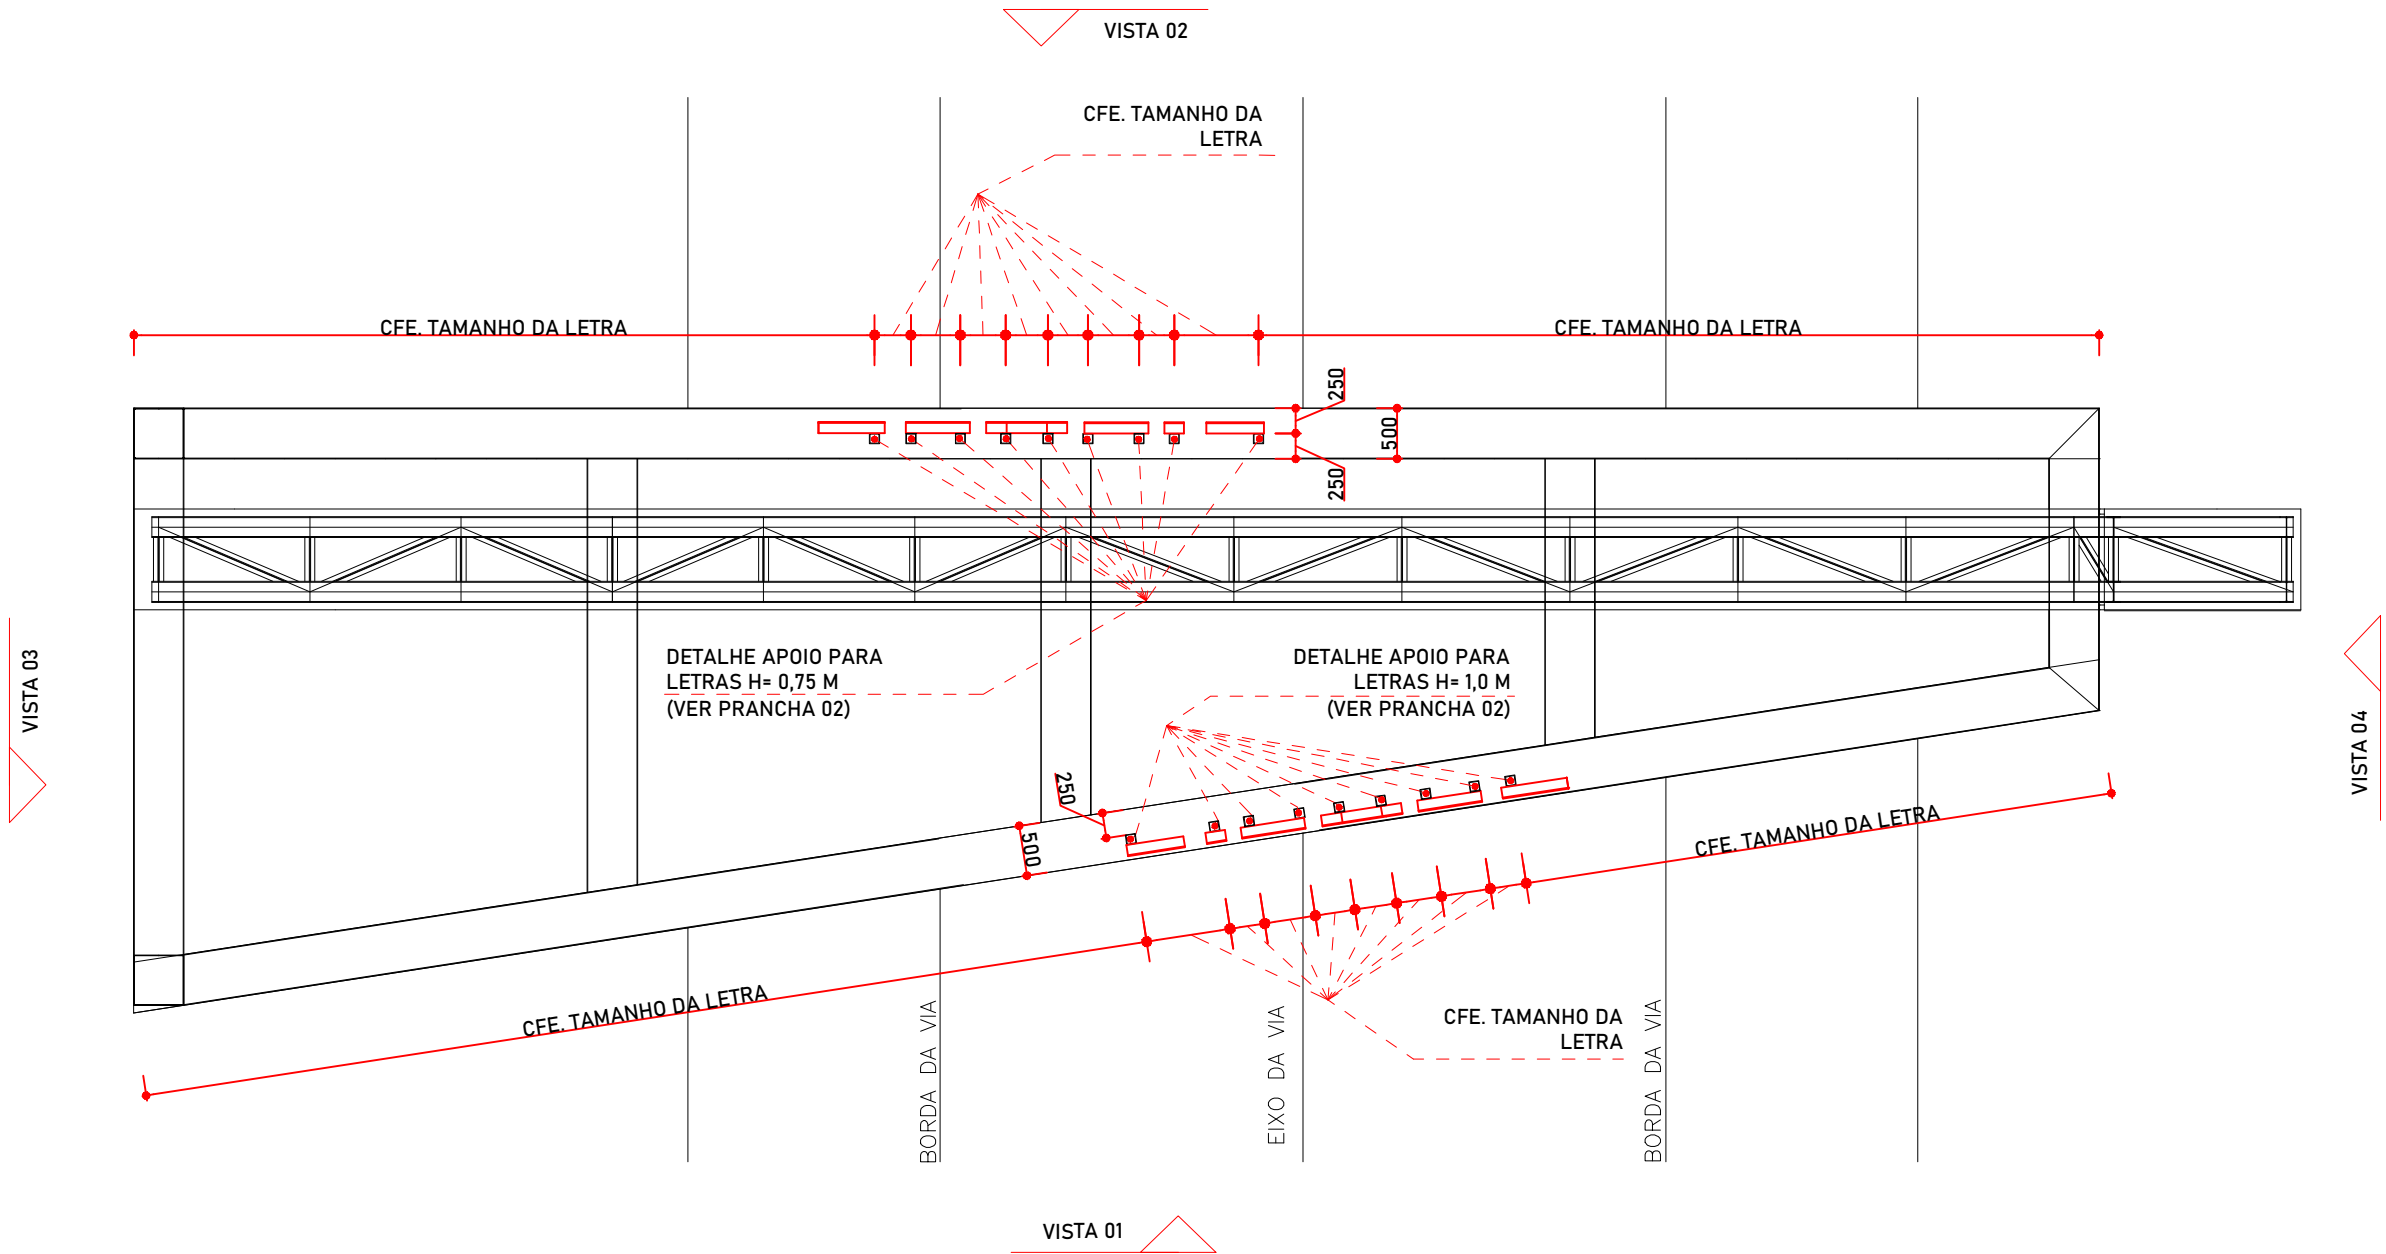 VISTA 02
CFE. TAMANHO DA
LETRA
CFE. TAMANHO DA LETRA
CFE. TAMANHO DA LETRA
250
500
250
VISTA 03
DETALHE APOIO PARA
LETRAS H= 0,75 M
(VER PRANCHA 02)
DETALHE APOIO PARA
LETRAS H= 1,0 M
(VER PRANCHA 02)
VISTA 04
250
500
CFE. TAMANHO DA LETRA
CFE. TAMANHO DA LETRA
CFE. TAMANHO DA
LETRA
BORDA DA VIA
EIXO DA VIA
BORDA DA VIA
VISTA 01